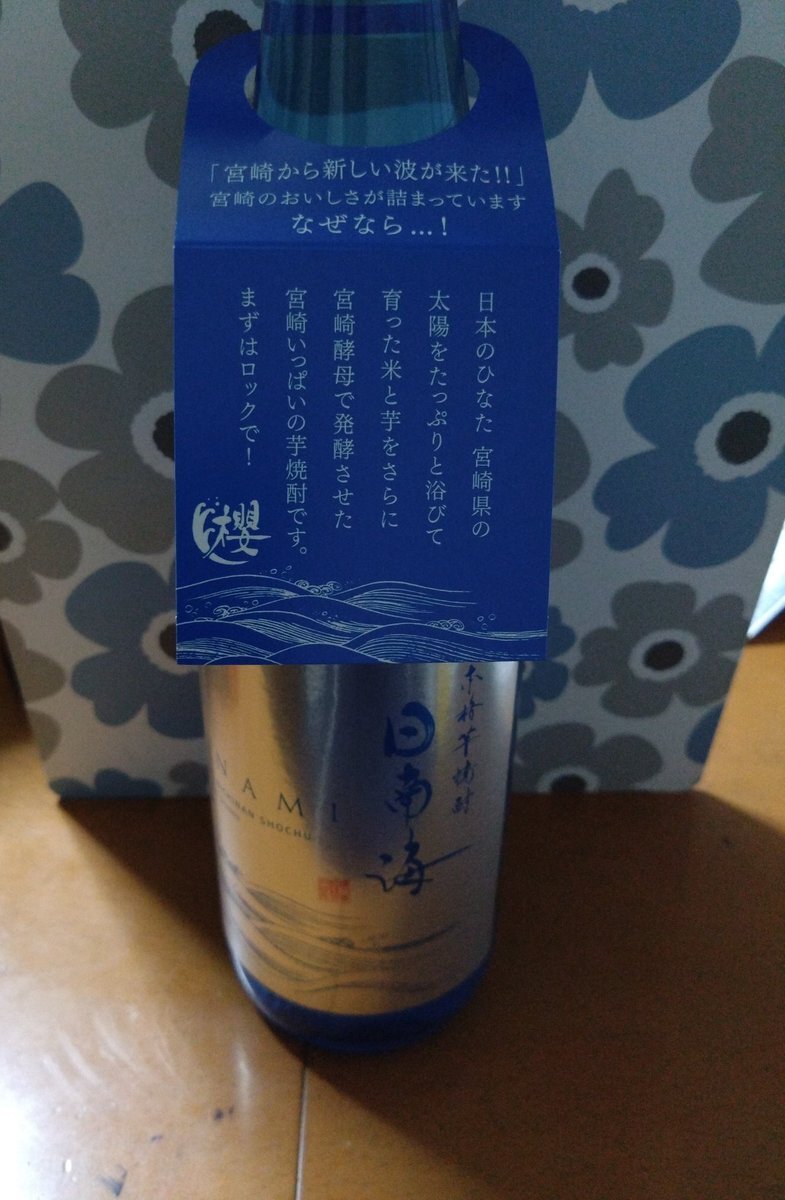 「宮崎から新しい波が来た!!」
宮崎のおいしさが詰まっています
なぜなら…！
日本のひなた 宮崎県の
太陽をたっぷりと浴びて
育った米と芋をさらに
宮崎酵母で発酵させた
宮崎いっぱいの芋焼酎です。
まずはロックで！
櫻
本格芋焼酎
日南海
NAMI
NAN SHOCHU